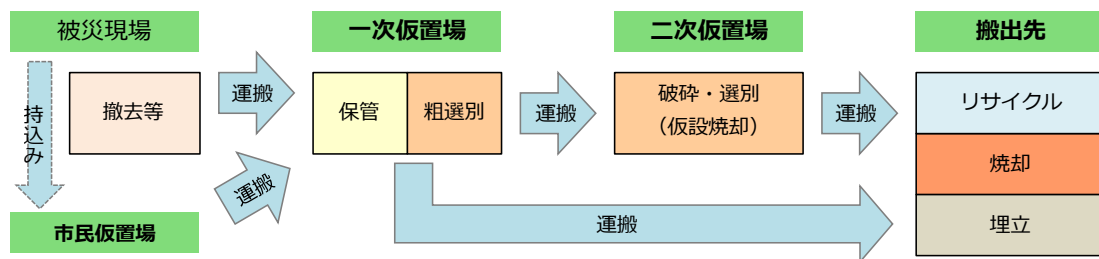 被災現場
一次仮置場
二次仮置場
搬出先
持込み
撤去等
運搬
保管
粗選別
運搬
破砕・選別
（仮設焼却）
運搬
リサイクル
焼却
埋立
運搬
運搬
市民仮置場